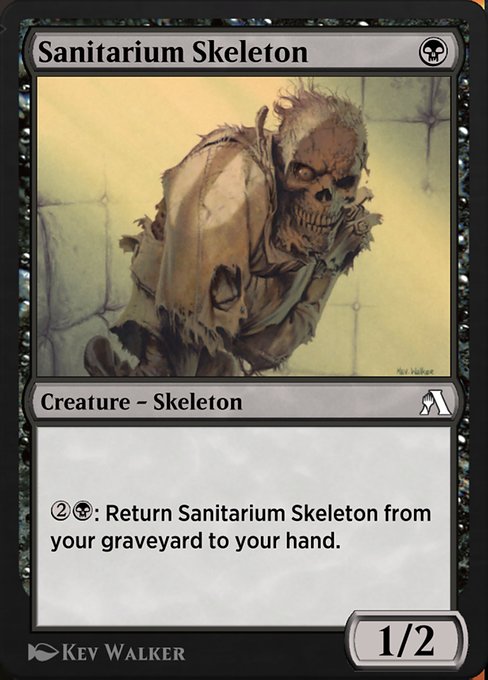 Sanitarium Skeleton
Kev. Walker
Creature – Skeleton
2: Return Sanitarium Skeleton from
your graveyard to your hand.
1/2
Kev Walker